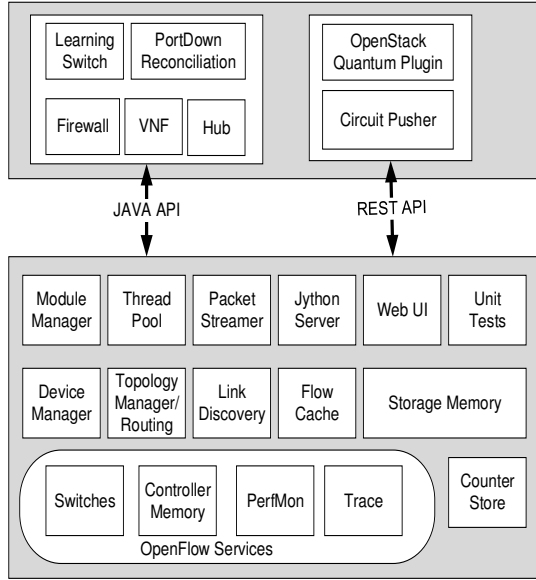 Learning
Switch
PortDown
Reconciliation
Firewall
VNF
Hub
OpenStack
Quantum Plugin
Circuit Pusher
JAVA API
REST API
Module
Manager
Thread
Pool
Packet
Streamer
Jython
Server
Web UI
Unit
Tests
Device
Manager
Topology
Manager/
Routing
Link
Discovery
Flow
Cache
Storage Memory
Switches
Controller
Memory
PerfMon
Trace
OpenFlow Services
Counter
Store